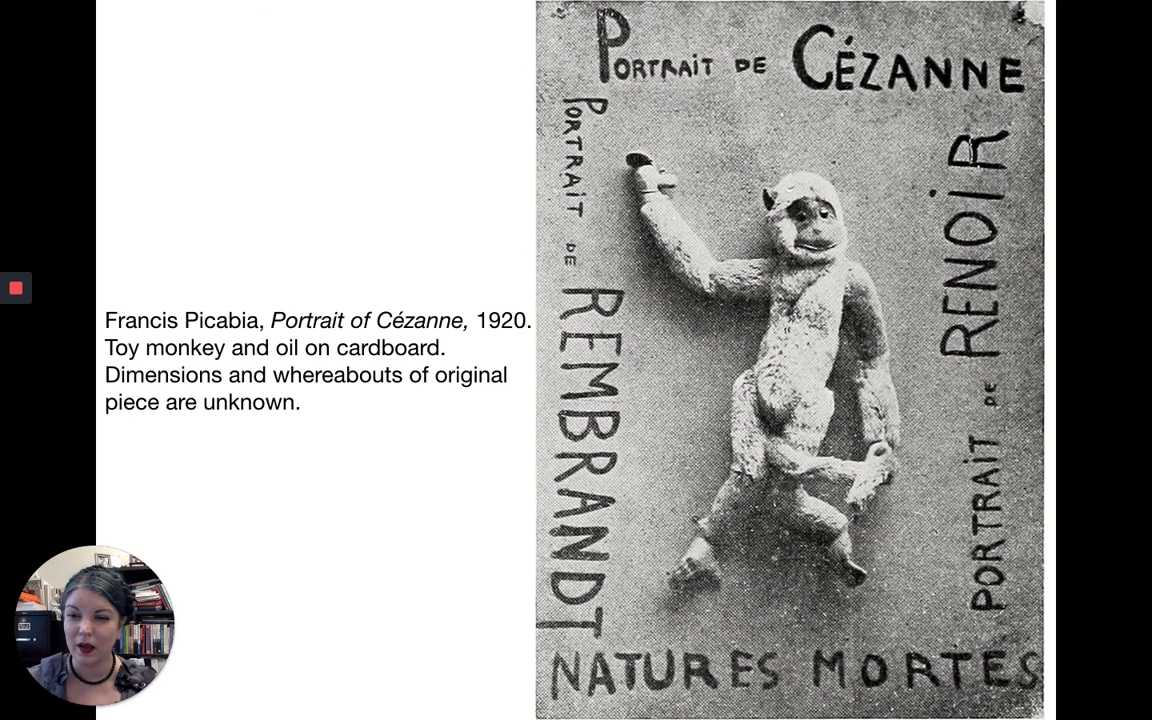 Francis Picabia, Portrait of Cézanne, 1920.
Toy monkey and oil on cardboard.
Dimensions and whereabouts of original
piece are unknown.
PORTRAiT DE CÉZANNE
PORTRAiT DE REMBRANDT
PORTRAiT DE RENOiR
NATURES MORTES